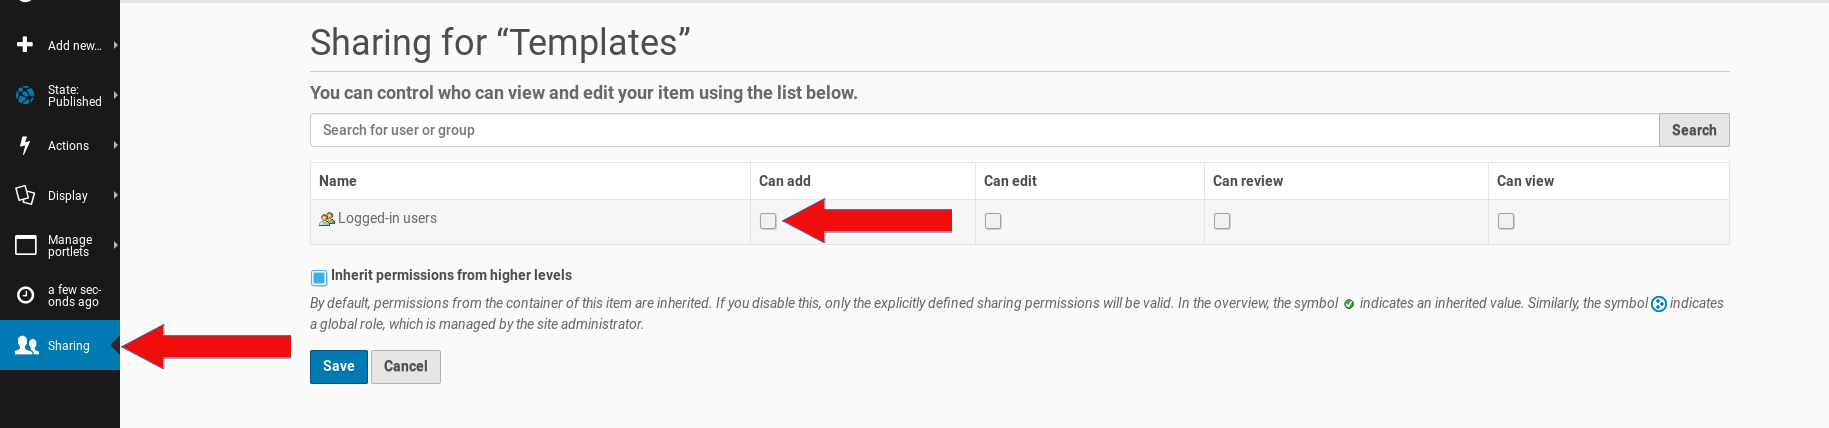 Add new...
State:
Published
Actions
Display
Manage
portlets
a few sec-
onds ago
Sharing
Sharing for “Templates”
You can control who can view and edit your item using the list below.
Search for user or group
Search
Name Can add Can edit Can review Can view
Logged-in users
Inherit permissions from higher levels
By default, permissions from the container of this item are inherited. If you disable this, only the explicitly defined sharing permissions will be valid. In the overview, the symbol indicates an inherited value. Similarly, the symbol indicates
a global role, which is managed by the site administrator.
Save Cancel